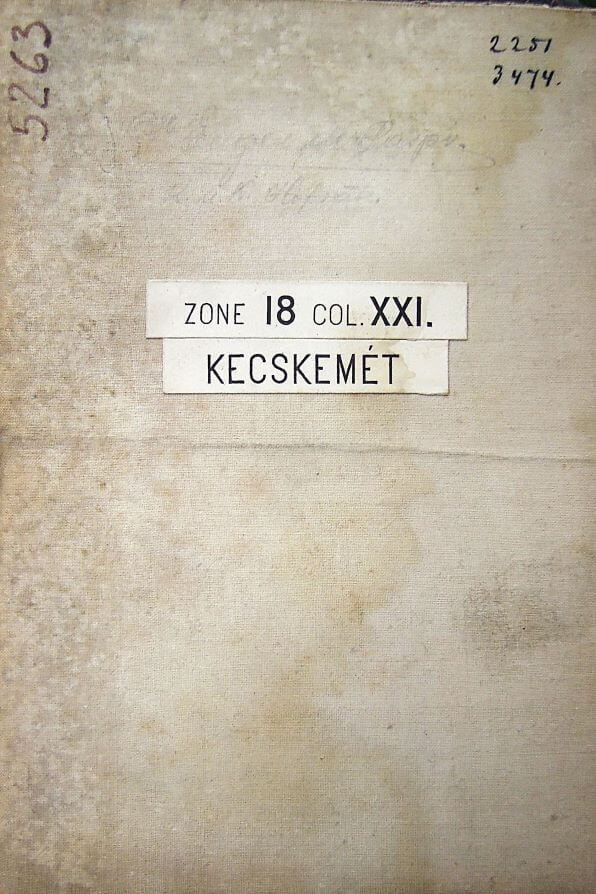 5263
2251
3474.
ZONE 18 COL. XXI.
KECSKEMÉT